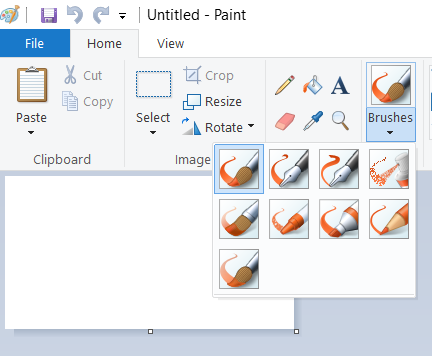 Untitled - Paint
File Home View
Cut
Copy
Paste
Clipboard
Crop
Resize
Rotate
Select
Image
A
Brushes